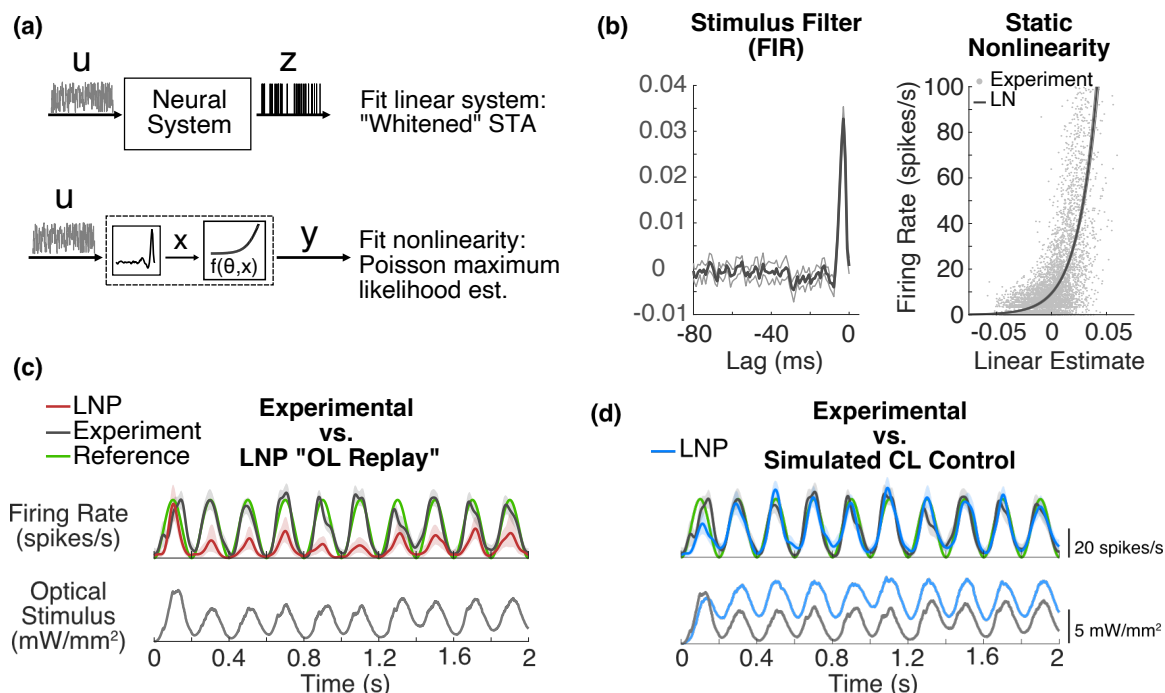 (a)
u
z
Neural
System
Fit linear system:
"Whitened" STA
u
x
f(θ,x)
y
Fit nonlinearity:
Poisson maximum
likelihood est.
(b)
Stimulus Filter
(FIR)
0.04
0.03
0.02
0.01
0
-0.01
-80
-40
0
Lag (ms)
Static
Nonlinearity
Experiment
LN
Firing Rate (spikes/s)
100
80
60
40
20
0
-0.05
0
0.05
Linear Estimate
(c)
LNP
Experiment
Reference
Experimental
vs.
LNP "OL Replay"
Firing Rate
(spikes/s)
Optical
Stimulus
(mW/mm²)
0
0.4
0.8
1.2
1.6
2
Time (s)
(d)
LNP
Experimental
vs.
Simulated CL Control
20 spikes/s
5 mW/mm²
0
0.4
0.8
1.2
1.6
2
Time (s)